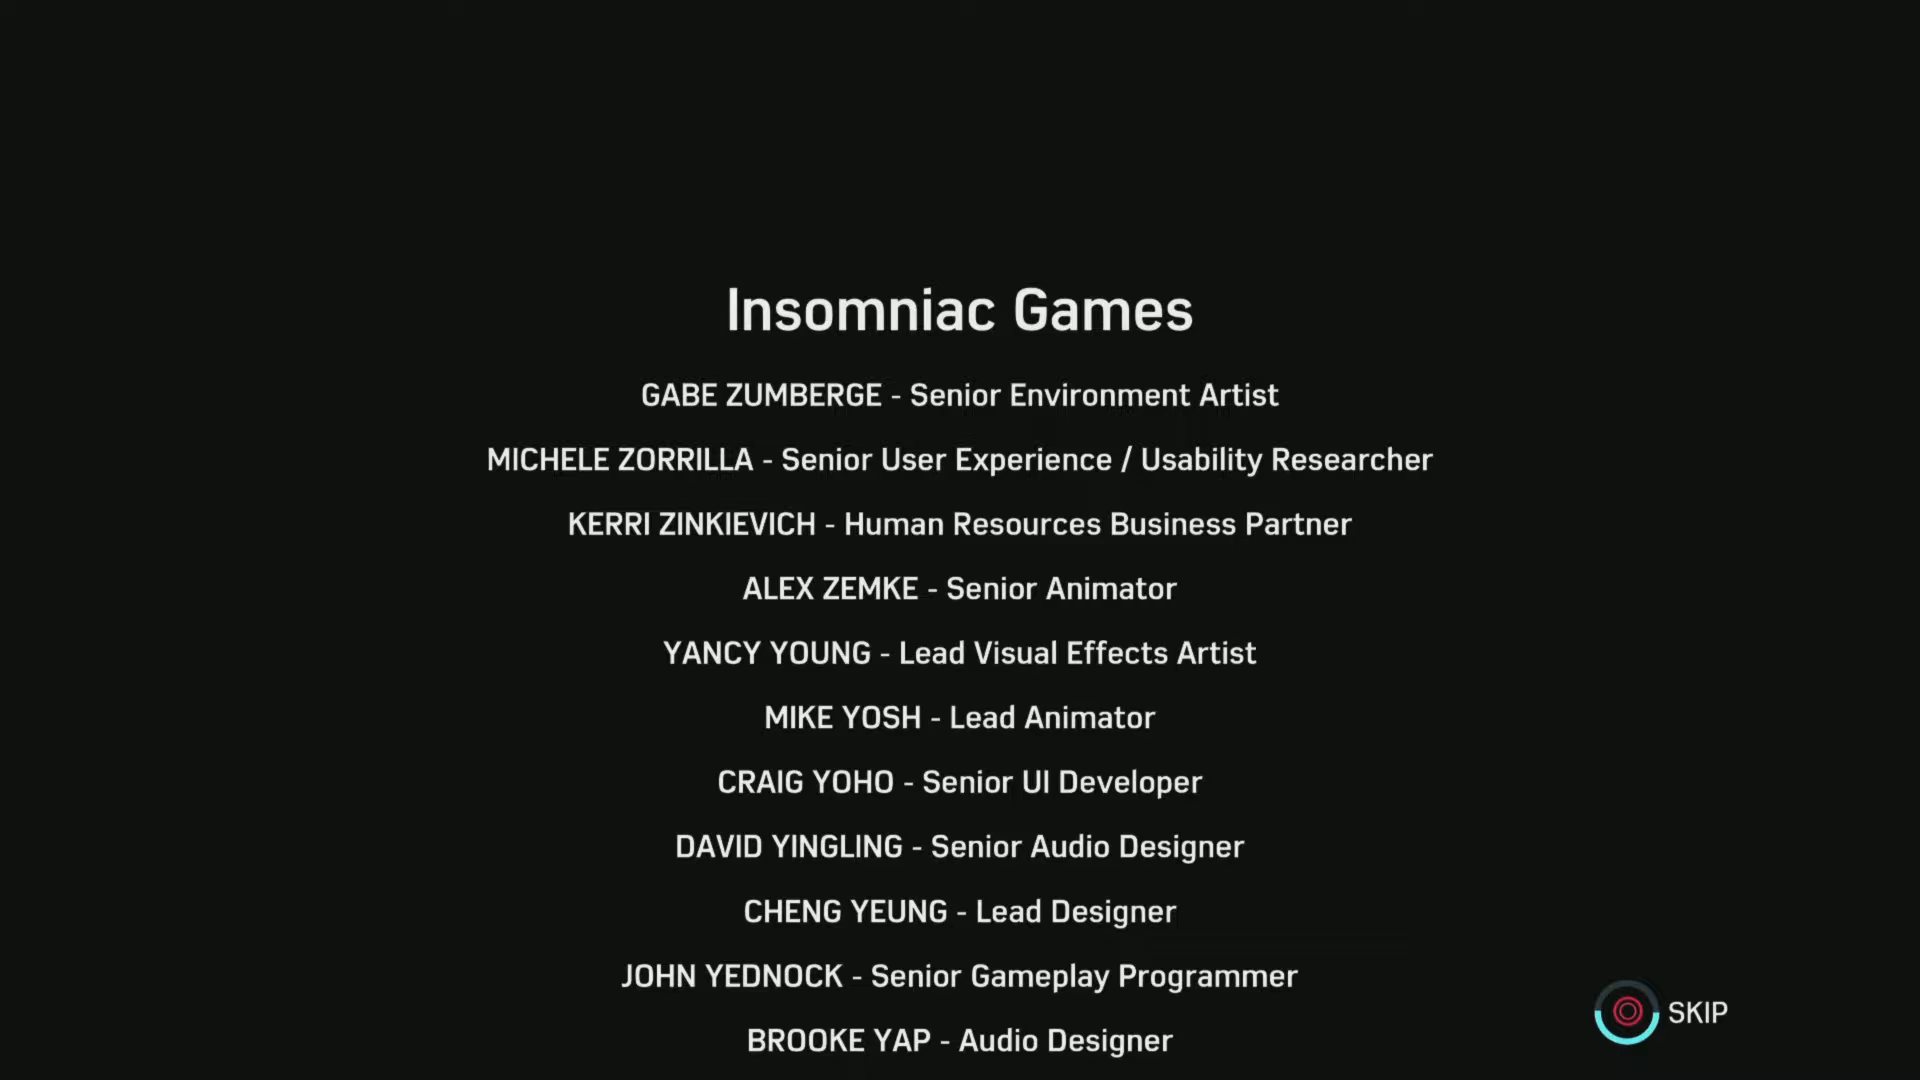 Insomniac Games
GABE ZUMBERGE - Senior Environment Artist
MICHELE ZORRILLA - Senior User Experience / Usability Researcher
KERRI ZINKIEVICH - Human Resources Business Partner
ALEX ZEMKE - Senior Animator
YANCY YOUNG - Lead Visual Effects Artist
MIKE YOSH - Lead Animator
CRAIG YOHO - Senior UI Developer
DAVID YINGLING - Senior Audio Designer
CHENG YEUNG - Lead Designer
JOHN YEDNOCK - Senior Gameplay Programmer
SKIP
BROOKE YAP - Audio Designer